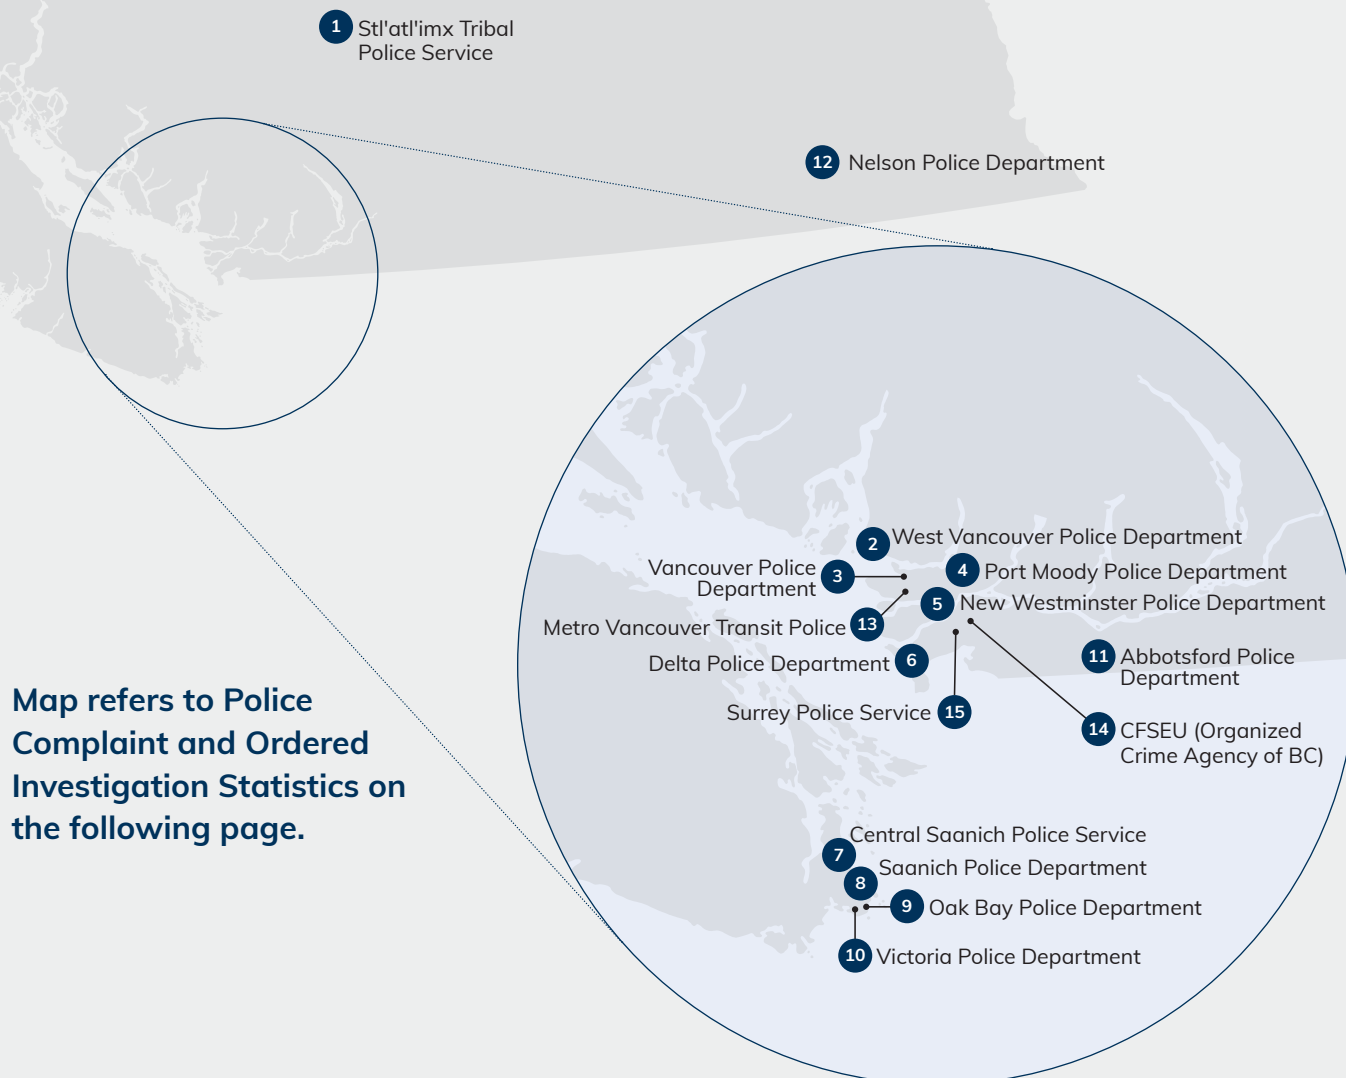 1 Stl'atl'imx Tribal
Police Service
12 Nelson Police Department
2 West Vancouver Police Department
Vancouver Police
Department
3
4 Port Moody Police Department
5 New Westminster Police Department
Metro Vancouver Transit Police 13
Delta Police Department 6
11 Abbotsford Police
Department
Surrey Police Service 15
14 CFSEU (Organized
Crime Agency of BC)
Map refers to Police
Complaint and Ordered
Investigation Statistics on
the following page.
7 Central Saanich Police Service
8 Saanich Police Department
9 Oak Bay Police Department
10 Victoria Police Department